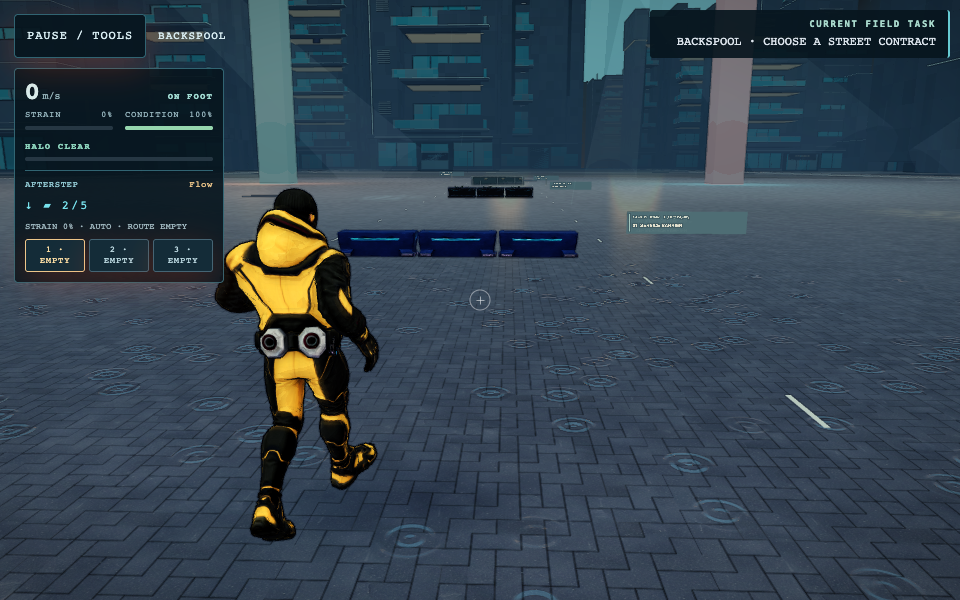 PAUSE / TOOLS
BACKSPOOL
CURRENT FIELD TASK
BACKSPOOL · CHOOSE A STREET CONTRACT
0 m/s
ON FOOT
STRAIN 0%
CONDITION 100%
HALO CLEAR
AFTERSTEP
Flow
↓ ▰ 2/5
STRAIN 0% · AUTO · ROUTE EMPTY
1 · EMPTY
2 · EMPTY
3 · EMPTY